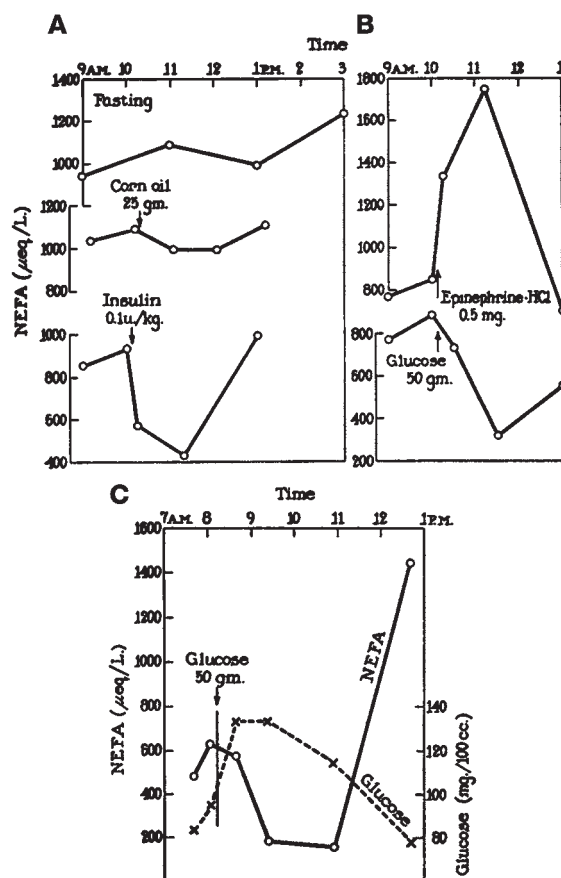 A
B
Time
9A.M. 10 11 12 1P.M. 3
9A.M. 10 11 12 1
1400
1200
1000
1200
1000
1000
800
600
400
Fasting
Corn oil
25 gm.
Insulin
0.1u./kg.
NEFA (µeq/L.)
1800
1600
1400
1200
1000
800
800
600
400
200
Epinephrine·HCl
0.5 mg.
Glucose
50 gm.
C
Time
7A.M. 8 9 10 11 12 1P.M.
1600
1400
1200
1000
800
600
400
200
NEFA (µeq/L.)
Glucose
50 gm.
NEFA
Glucose
140
120
100
80
Glucose (mg./100cc.)